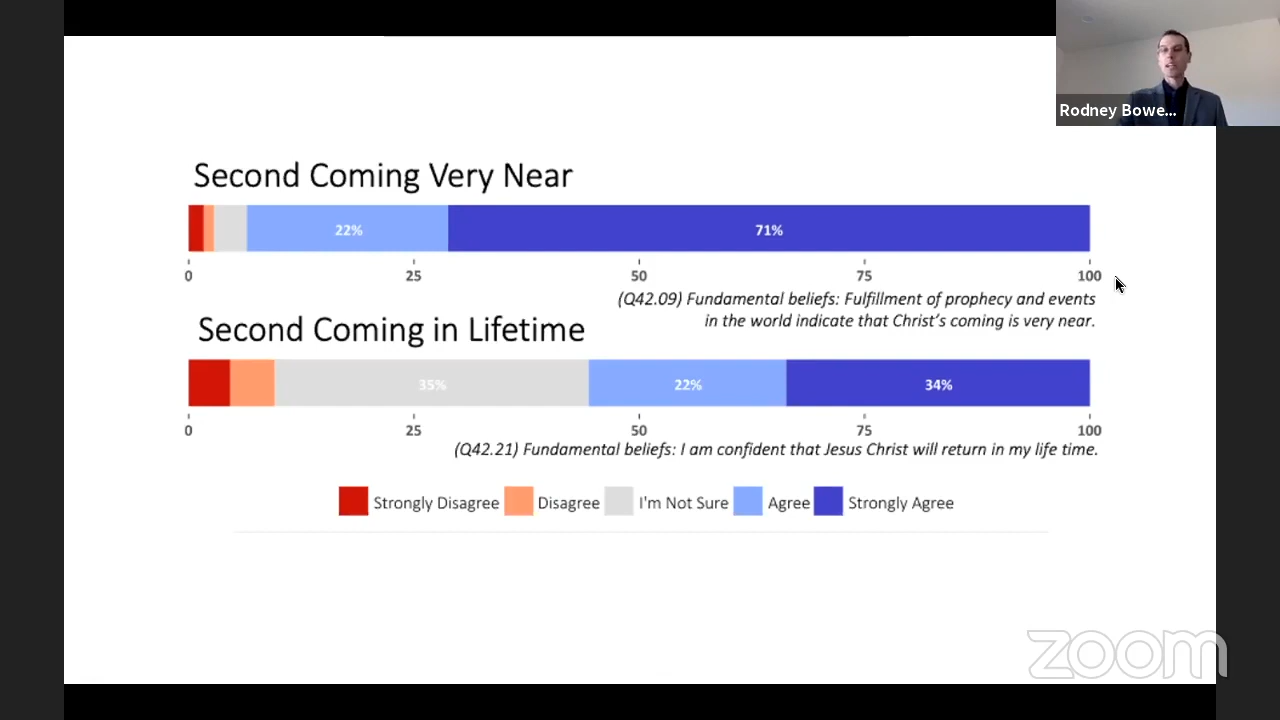 Rodney Bowe...
Second Coming Very Near
22%
71%
0 25 50 75 100
(Q42.09) Fundamental beliefs: Fulfillment of prophecy and events
in the world indicate that Christ's coming is very near.
Second Coming in Lifetime
35%
22%
34%
0 25 50 75 100
(Q42.21) Fundamental beliefs: I am confident that Jesus Christ will return in my life time.
Strongly Disagree Disagree I'm Not Sure Agree Strongly Agree
zoom